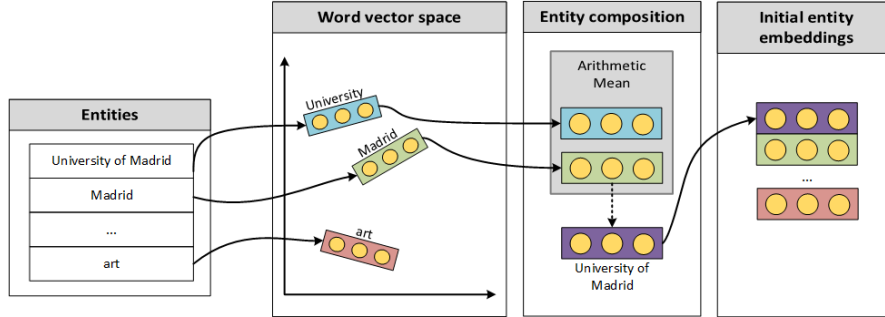 Entities
University of Madrid
Madrid
...
art
Word vector space
University
Madrid
art
Entity composition
Arithmetic
Mean
University of
Madrid
Initial entity
embeddings
...